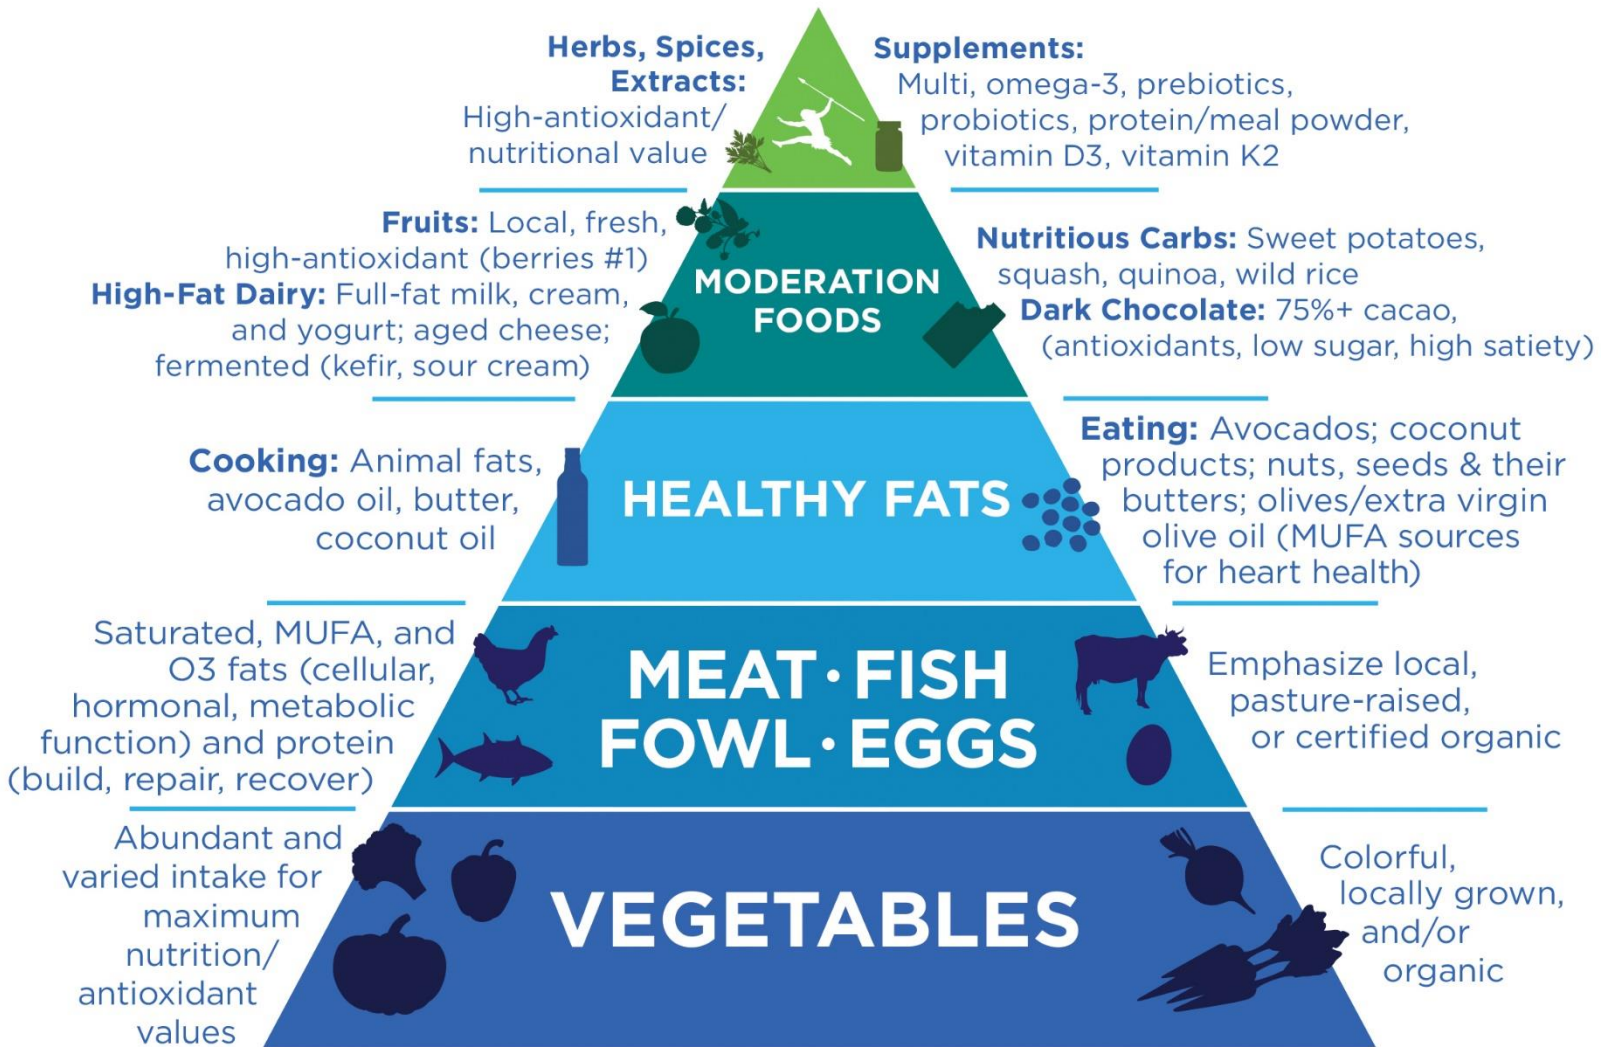 Herbs, Spices,
Extracts:
High-antioxidant/
nutritional value
Supplements:
Multi, omega-3, prebiotics,
probiotics, protein/meal powder,
vitamin D3, vitamin K2
Fruits: Local, fresh,
high-antioxidant (berries #1)
High-Fat Dairy: Full-fat milk, cream,
and yogurt; aged cheese;
fermented (kefir, sour cream)
MODERATION
FOODS
Nutritious Carbs: Sweet potatoes,
squash, quinoa, wild rice
Dark Chocolate: 75%+ cacao,
(antioxidants, low sugar, high satiety)
Cooking: Animal fats,
avocado oil, butter,
coconut oil
HEALTHY FATS
Eating: Avocados; coconut
products; nuts, seeds & their
butters; olives/extra virgin
olive oil (MUFA sources
for heart health)
Saturated, MUFA, and
O3 fats (cellular,
hormonal, metabolic
function) and protein
(build, repair, recover)
MEAT · FISH
FOWL · EGGS
Emphasize local,
pasture-raised,
or certified organic
Abundant and
varied intake for
maximum
nutrition/
antioxidant
values
VEGETABLES
Colorful,
locally grown,
and/or
organic